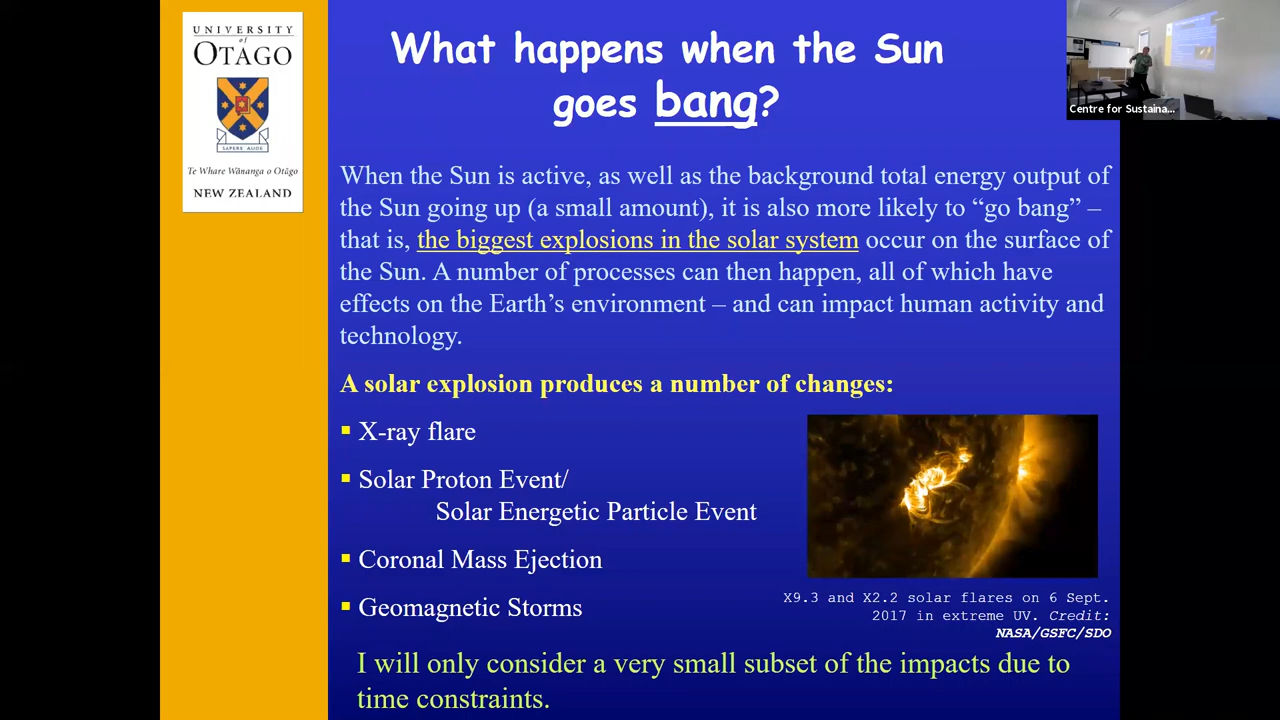 UNIVERSITY
of
OTAGO
SAPERE AUDE
Te Whare Wānanga o Otāgo
NEW ZEALAND
What happens when the Sun
goes bang?
Centre for Sustaina...
When the Sun is active, as well as the background total energy output of
the Sun going up (a small amount), it is also more likely to “go bang” –
that is, the biggest explosions in the solar system occur on the surface of
the Sun. A number of processes can then happen, all of which have
effects on the Earth’s environment – and can impact human activity and
technology.
A solar explosion produces a number of changes:
▪ X-ray flare
▪ Solar Proton Event/
Solar Energetic Particle Event
▪ Coronal Mass Ejection
▪ Geomagnetic Storms
X9.3 and X2.2 solar flares on 6 Sept.
2017 in extreme UV. Credit:
NASA/GSFC/SDO
I will only consider a very small subset of the impacts due to
time constraints.